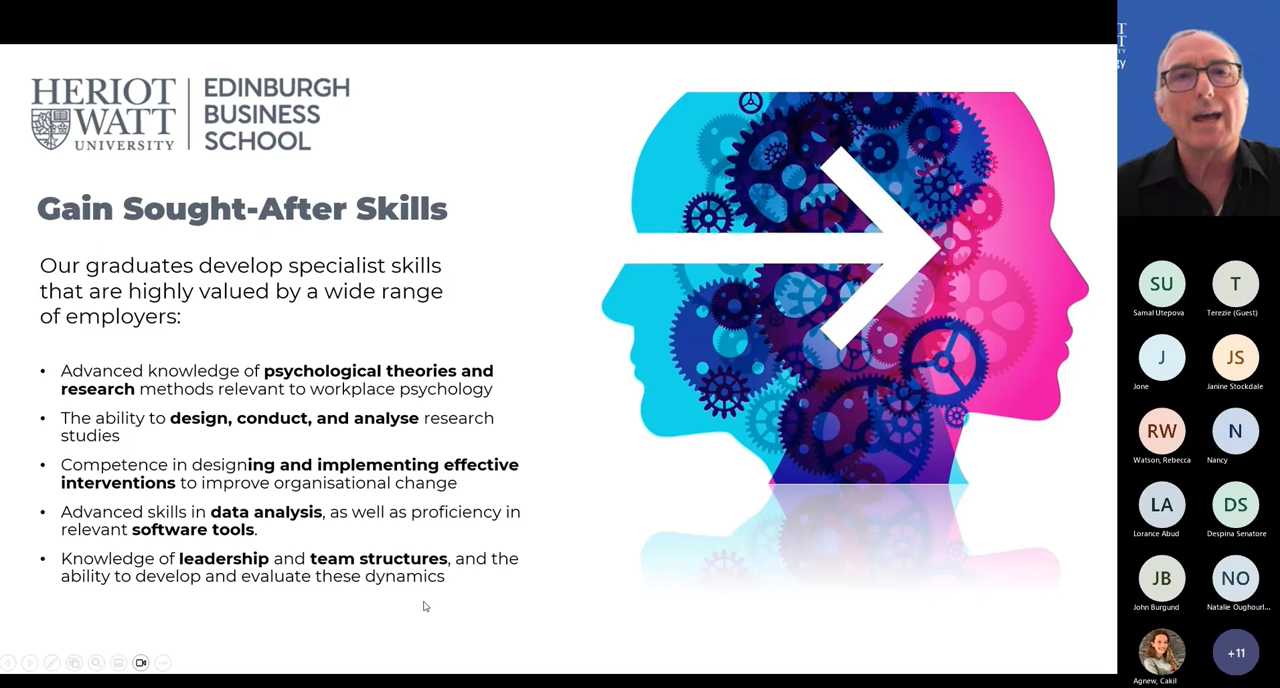 HERIOT
WATT
UNIVERSITY
EDINBURGH
BUSINESS
SCHOOL
Gain Sought-After Skills
Our graduates develop specialist skills
that are highly valued by a wide range
of employers:
• Advanced knowledge of psychological theories and
research methods relevant to workplace psychology
• The ability to design, conduct, and analyse research
studies
• Competence in designing and implementing effective
interventions to improve organisational change
• Advanced skills in data analysis, as well as proficiency in
relevant software tools.
• Knowledge of leadership and team structures, and the
ability to develop and evaluate these dynamics
T
T
ITY
gy
SU
Samal Utepova
T
Terezie (Guest)
J
Jone
JS
Janine Stockdale
RW
Watson, Rebecca
N
Nancy
LA
Lorance Abud
DS
Despina Senatore
JB
John Burgund
NO
Natalie Oughourl...
Agnew, Cakil
+11